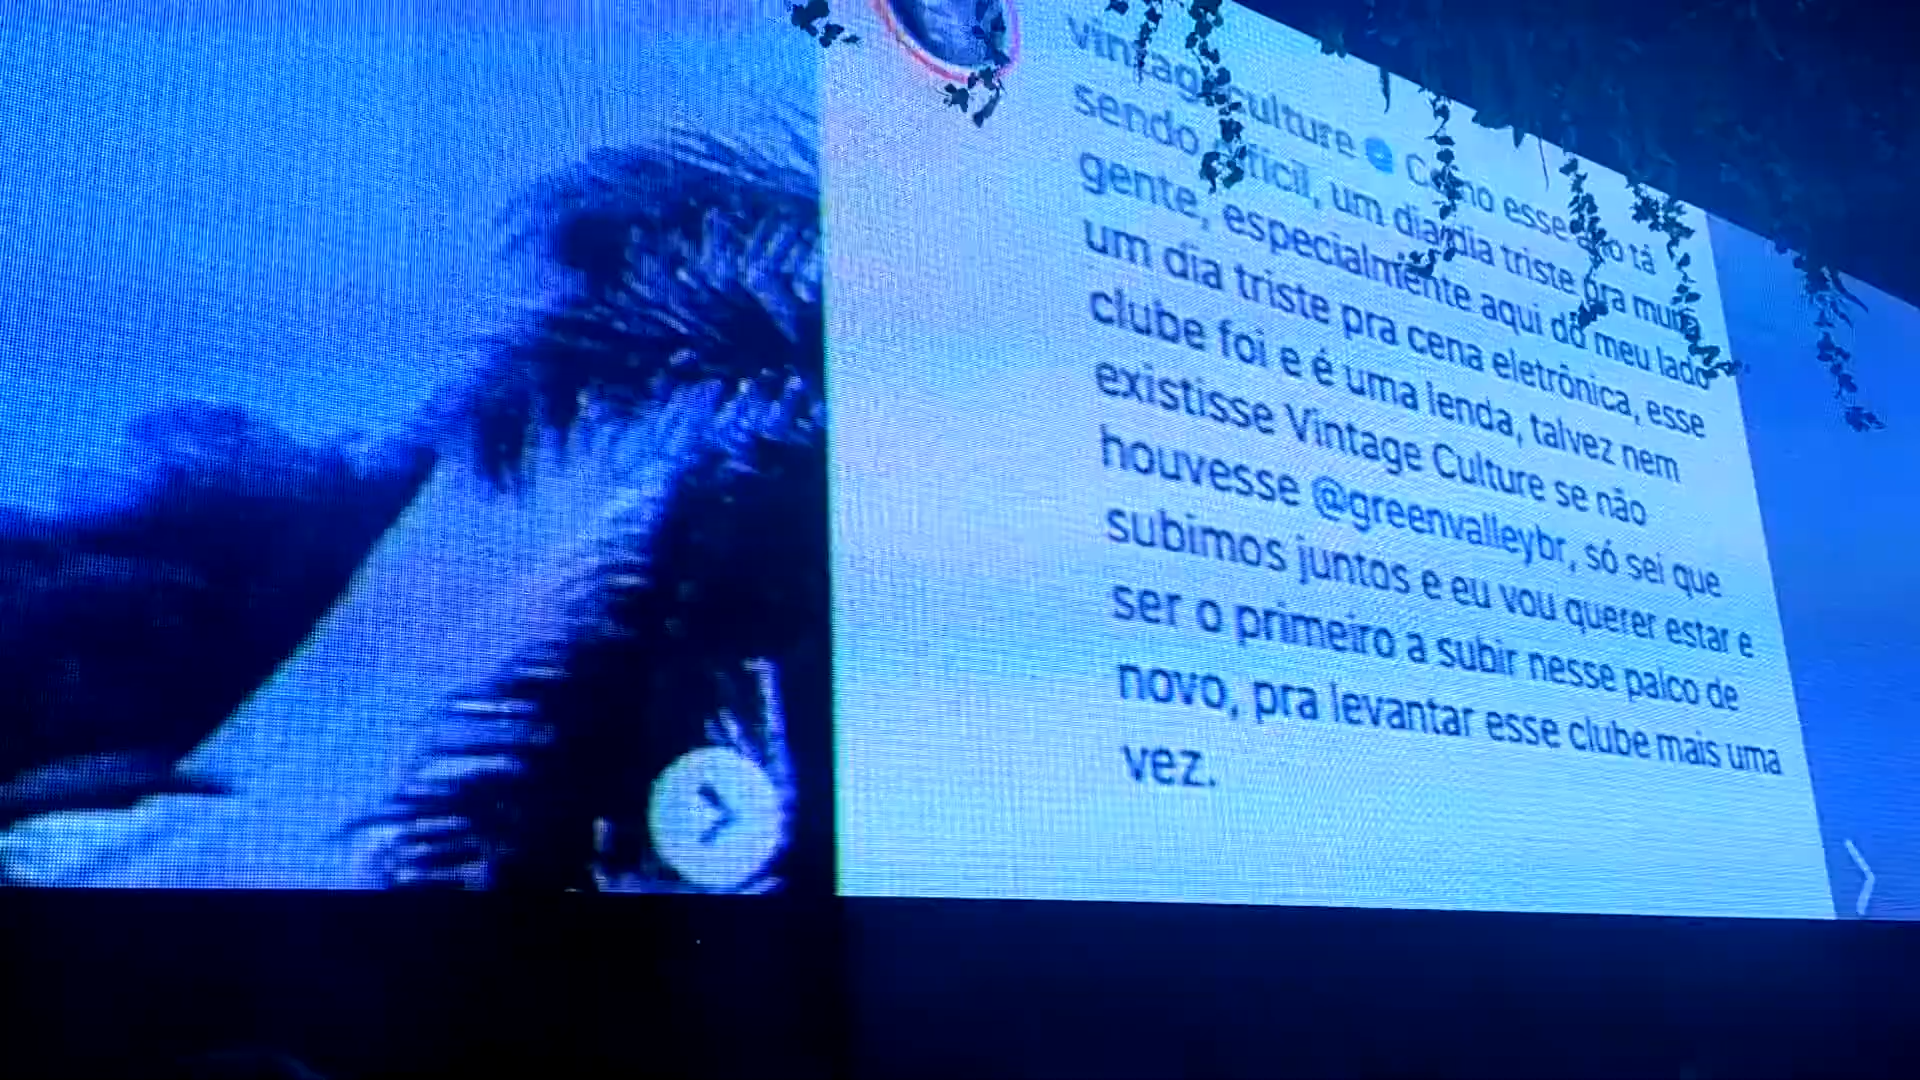 vintageculture Como esse ano tá
sendo difícil, um dia dia triste pra muita
gente, especialmente aqui do meu lado
um dia triste pra cena eletrônica, esse
clube foi e é uma lenda, talvez nem
existisse Vintage Culture se não
houvesse @greenvalleybr, só sei que
subimos juntos e eu vou querer estar e
ser o primeiro a subir nesse palco de
novo, pra levantar esse clube mais uma
vez.